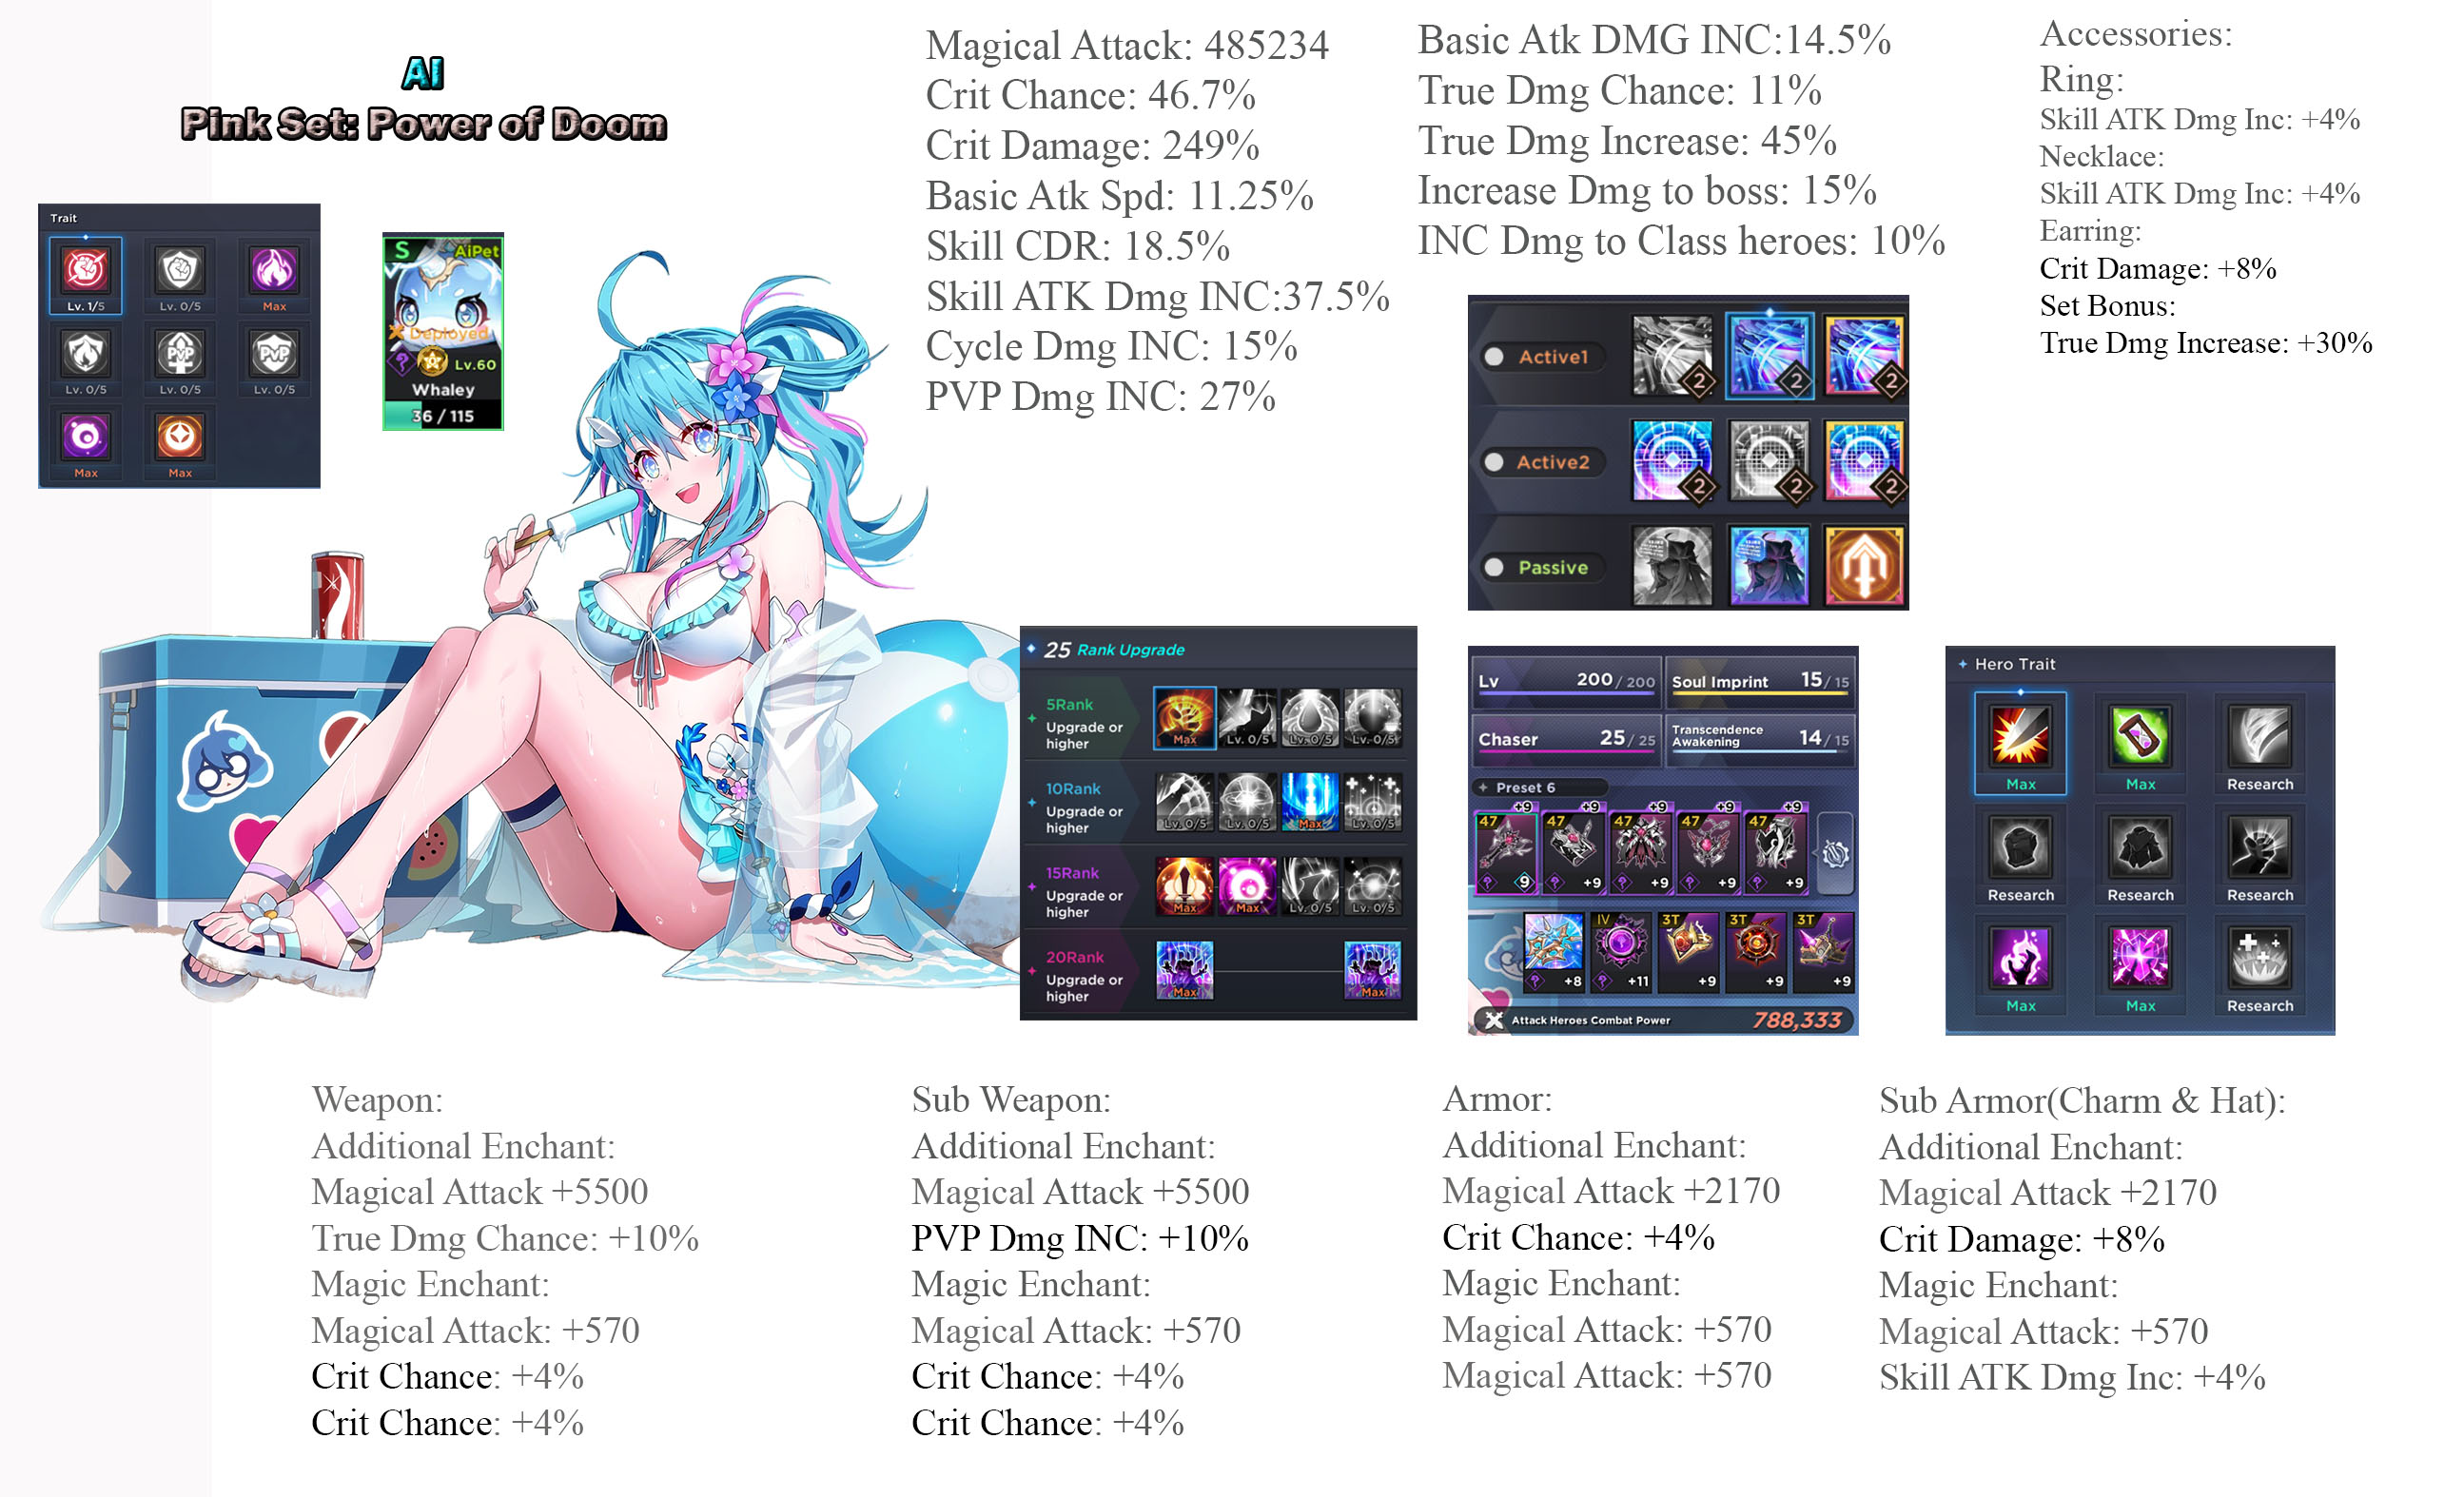 AI
Pink Set: Power of Doom
Trait
Lv. 1/5
Lv. 0/5
Max
Lv. 0/5
Lv. 0/5
Lv. 0/5
Max
Max
S
AiPet
Deployed
Lv.60
Whaley
36 / 115
Magical Attack: 485234
Crit Chance: 46.7%
Crit Damage: 249%
Basic Atk Spd: 11.25%
Skill CDR: 18.5%
Skill ATK Dmg INC:37.5%
Cycle Dmg INC: 15%
PVP Dmg INC: 27%
Basic Atk DMG INC:14.5%
True Dmg Chance: 11%
True Dmg Increase: 45%
Increase Dmg to boss: 15%
INC Dmg to Class heroes: 10%
Accessories:
Ring:
Skill ATK Dmg Inc: +4%
Necklace:
Skill ATK Dmg Inc: +4%
Earring:
Crit Damage: +8%
Set Bonus:
True Dmg Increase: +30%
Active1
2
2
2
Active2
2
2
2
Passive
25 Rank Upgrade
5Rank
Upgrade or
higher
Max
Lv. 0/5
Lv. 0/5
Lv. 0/5
10Rank
Upgrade or
higher
Lv. 0/5
Lv. 0/5
Max
Lv. 0/5
15Rank
Upgrade or
higher
Max
Max
Lv. 0/5
Lv. 0/5
20Rank
Upgrade or
higher
Max
Max
Lv 200/200
Soul Imprint 15/15
Chaser 25/25
Transcendence
Awakening 14/15
Preset 6
+9 +9 +9 +9 +9
47 47 47 47 47
9 +9 +9 +9 +9
IV 3T 3T 3T
+8 +11 +9 +9 +9
Attack Heroes Combat Power 788,333
Hero Trait
Max
Max
Research
Research
Research
Research
Max
Max
Research
Weapon:
Additional Enchant:
Magical Attack +5500
True Dmg Chance: +10%
Magic Enchant:
Magical Attack: +570
Crit Chance: +4%
Crit Chance: +4%
Sub Weapon:
Additional Enchant:
Magical Attack +5500
PVP Dmg INC: +10%
Magic Enchant:
Magical Attack: +570
Crit Chance: +4%
Crit Chance: +4%
Armor:
Additional Enchant:
Magical Attack +2170
Crit Chance: +4%
Magic Enchant:
Magical Attack: +570
Magical Attack: +570
Sub Armor(Charm & Hat):
Additional Enchant:
Magical Attack +2170
Crit Damage: +8%
Magic Enchant:
Magical Attack: +570
Skill ATK Dmg Inc: +4%